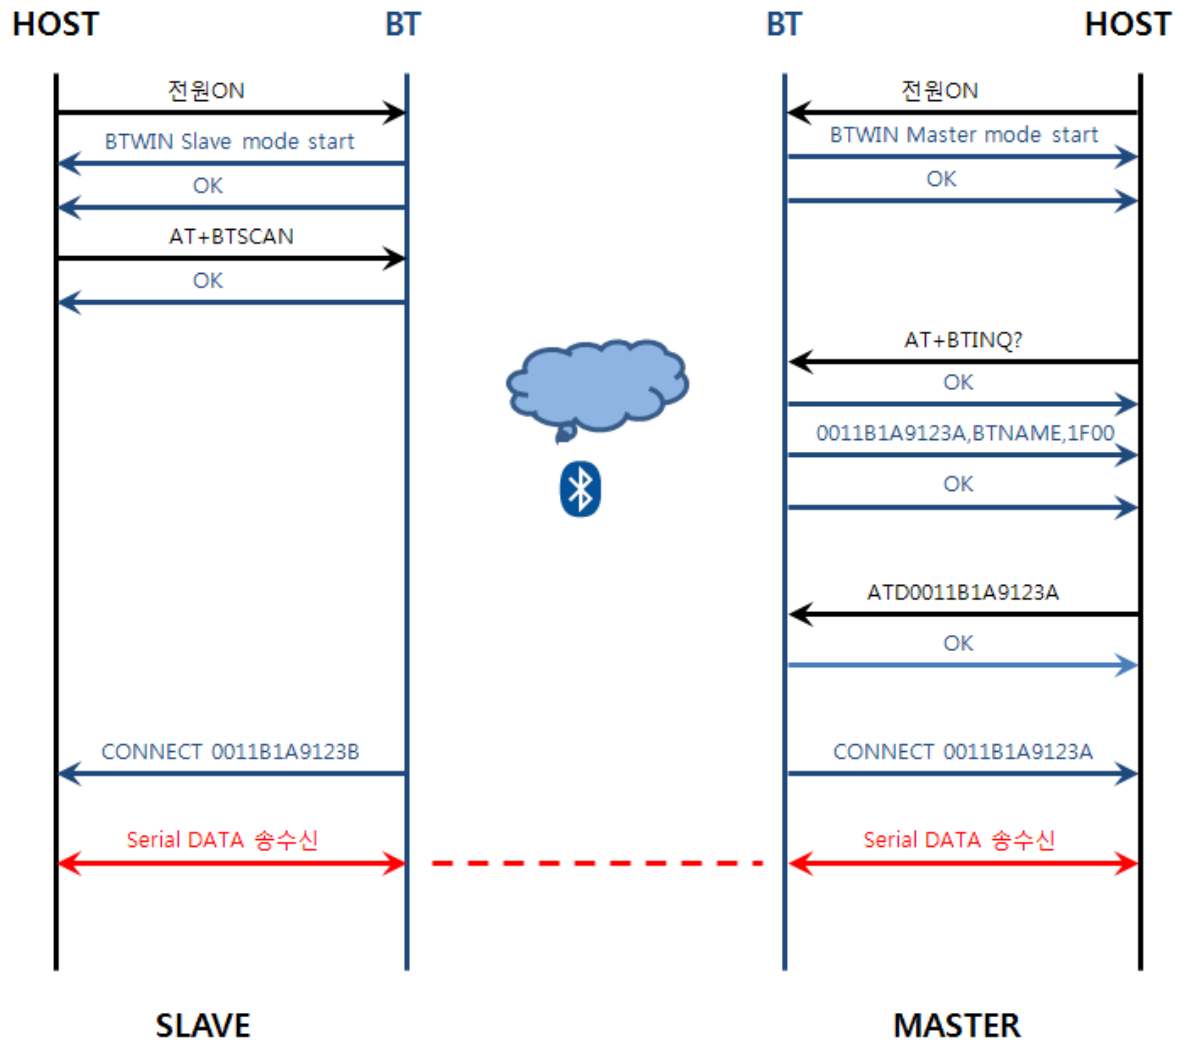 HOST
BT
BT
HOST
전원ON
전원ON
BTWIN Slave mode start
BTWIN Master mode start
OK
OK
AT+BTSCAN
OK
AT+BTINQ?
OK
0011B1A9123A,BTNAME,1F00
OK
ATD0011B1A9123A
OK
CONNECT 0011B1A9123B
CONNECT 0011B1A9123A
Serial DATA 송수신
Serial DATA 송수신
SLAVE
MASTER